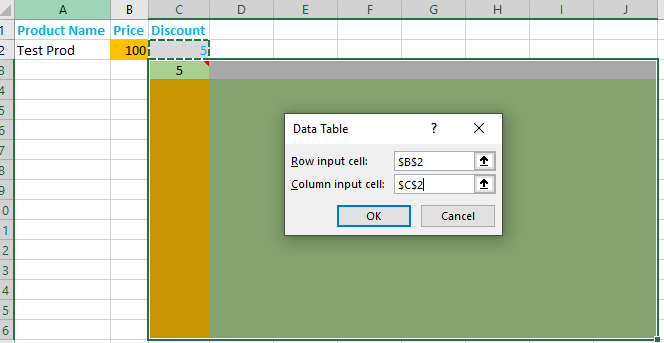 A B C D E F G H I J
1 Product Name Price Discount
2 Test Prod 100 5
3 5
4
5
6
Data Table ? X
7
Row input cell: $B$2
8
Column input cell: $C$2
9
0
OK Cancel
1
2
3
4
5
6